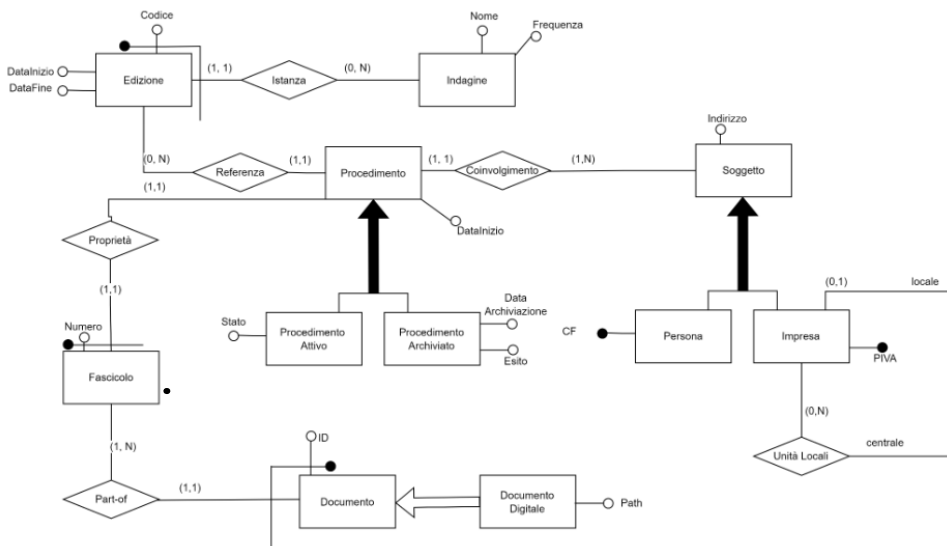 Codice
Nome
Frequenza
DataInizio
DataFine
Edizione
(1, 1)
Istanza
(0, N)
Indagine
Indirizzo
(0, N)
Referenza
(1,1)
Procedimento
(1, 1)
Coinvolgimento
(1,N)
Soggetto
(1,1)
DataInizio
Proprietà
(1,1)
(0,1)
locale
Data
Archiviazione
Stato
Procedimento
Attivo
Procedimento
Archiviato
Esito
CF
Persona
Impresa
PIVA
Numero
Fascicolo
(0,N)
(1, N)
ID
Unità Locali
centrale
Part-of
(1,1)
Documento
Documento
Digitale
Path